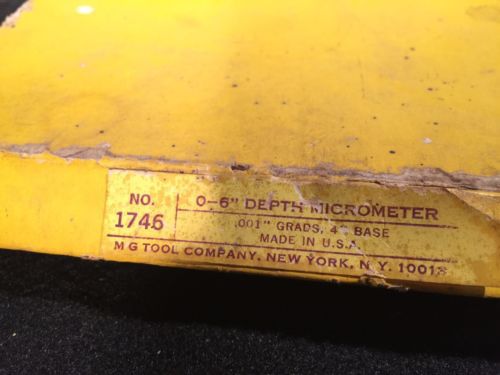 NO.
1746
0-6" DEPTH MICROMETER
.001" GRADS. 4" BASE
MADE IN U.S.A.
M G TOOL COMPANY, NEW YORK, N.Y. 10013